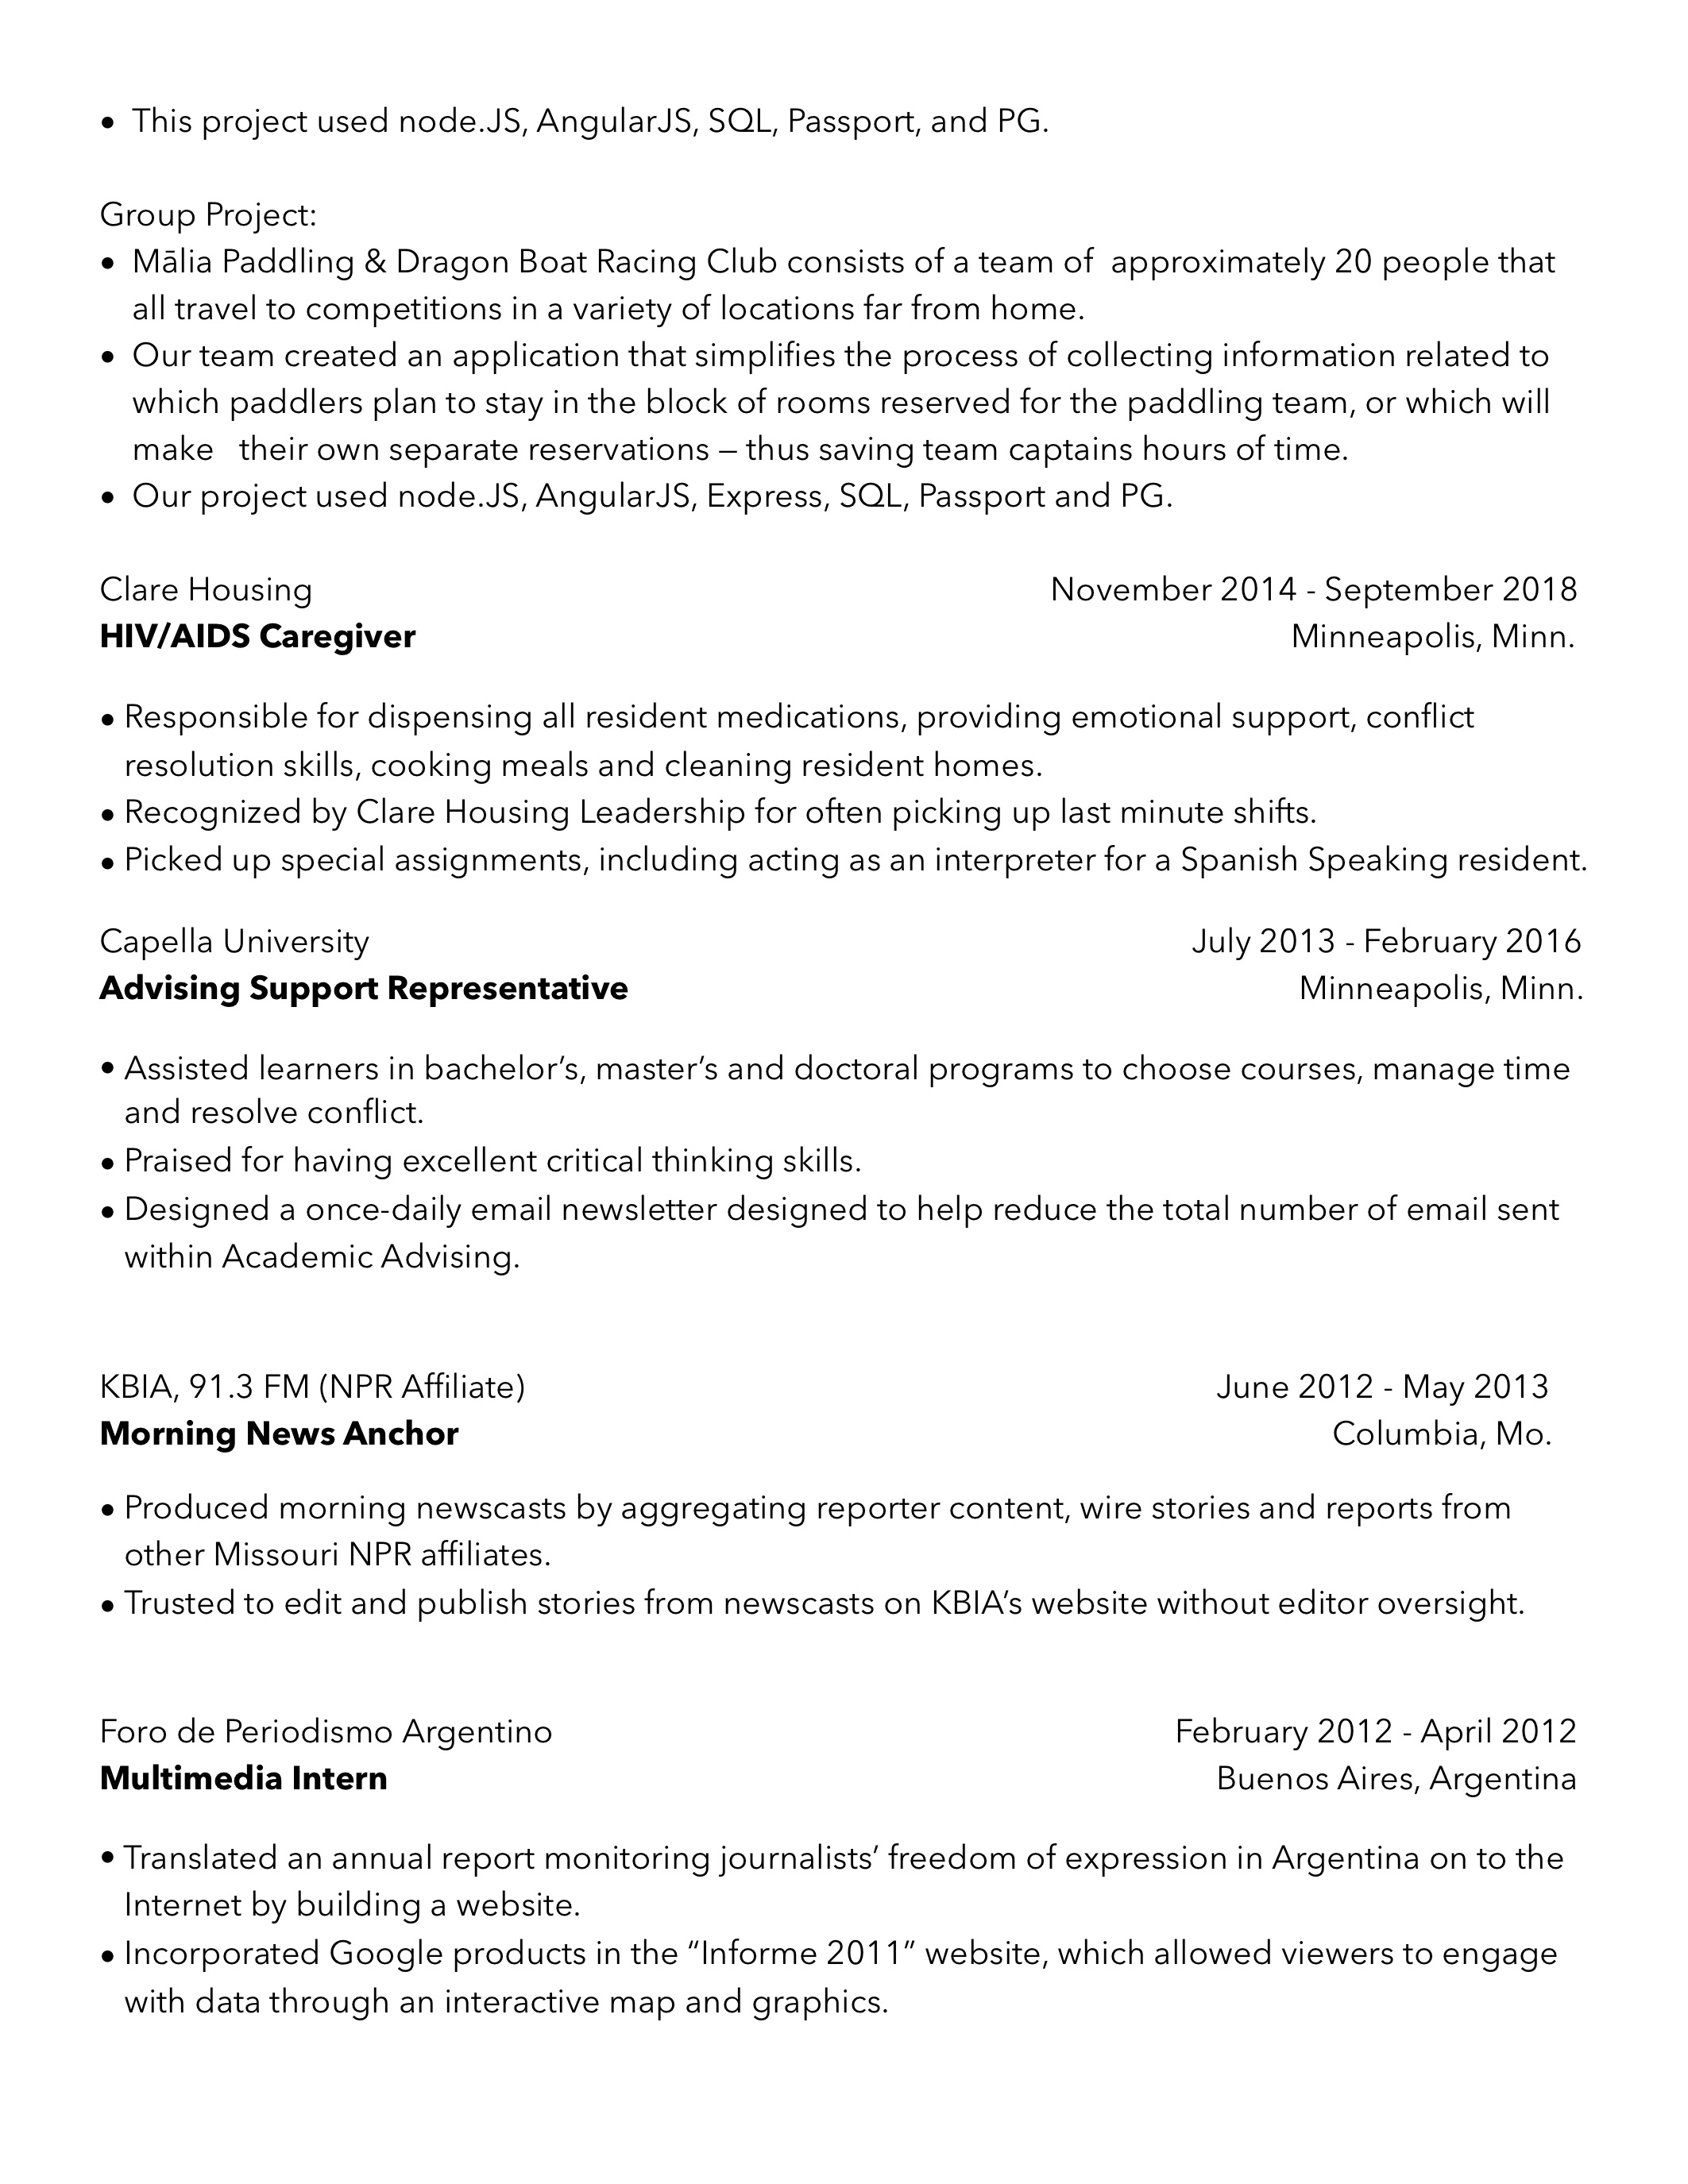 • This project used node.JS, AngularJS, SQL, Passport, and PG.
Group Project:
• Mālia Paddling & Dragon Boat Racing Club consists of a team of  approximately 20 people that
all travel to competitions in a variety of locations far from home.
• Our team created an application that simplifies the process of collecting information related to
which paddlers plan to stay in the block of rooms reserved for the paddling team, or which will
make   their own separate reservations – thus saving team captains hours of time.
• Our project used node.JS, AngularJS, Express, SQL, Passport and PG.
Clare Housing November 2014 - September 2018
HIV/AIDS Caregiver Minneapolis, Minn.
• Responsible for dispensing all resident medications, providing emotional support, conflict
resolution skills, cooking meals and cleaning resident homes.
• Recognized by Clare Housing Leadership for often picking up last minute shifts.
• Picked up special assignments, including acting as an interpreter for a Spanish Speaking resident.
Capella University July 2013 - February 2016
Advising Support Representative Minneapolis, Minn.
• Assisted learners in bachelor’s, master’s and doctoral programs to choose courses, manage time
and resolve conflict.
• Praised for having excellent critical thinking skills.
• Designed a once-daily email newsletter designed to help reduce the total number of email sent
within Academic Advising.
KBIA, 91.3 FM (NPR Affiliate) June 2012 - May 2013
Morning News Anchor Columbia, Mo.
• Produced morning newscasts by aggregating reporter content, wire stories and reports from
other Missouri NPR affiliates.
• Trusted to edit and publish stories from newscasts on KBIA’s website without editor oversight.
Foro de Periodismo Argentino February 2012 - April 2012
Multimedia Intern Buenos Aires, Argentina
• Translated an annual report monitoring journalists’ freedom of expression in Argentina on to the
Internet by building a website.
• Incorporated Google products in the “Informe 2011” website, which allowed viewers to engage
with data through an interactive map and graphics.